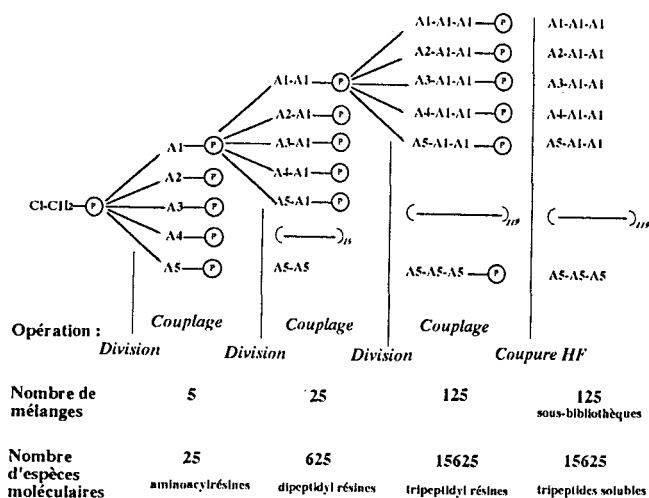 A1-A1-A1 P A1-A1-A1
A2-A1-A1 P A2-A1-A1
A1-A1 P A3-A1-A1 P A3-A1-A1
A2-A1 P A4-A1-A1 P A4-A1-A1
A1 P A3-A1 P A5-A1-A1 P A5-A1-A1
A2 P A4-A1 P
Cl-CH2 P A3 P A5-A1 P
A4 P ( )
( )119 ( )119
A5 P A5-A5 A5-A5-A5 P A5-A5-A5
Opération : Couplage Couplage Couplage
Division Division Division Coupure HF
Nombre de
mélanges 5 25 125 125
sous-bibliothèques
Nombre
d'espèces
moléculaires 25 625 15625 15625
aminoacylrésines dipeptidyl résines tripeptidyl résines tripeptides solubles